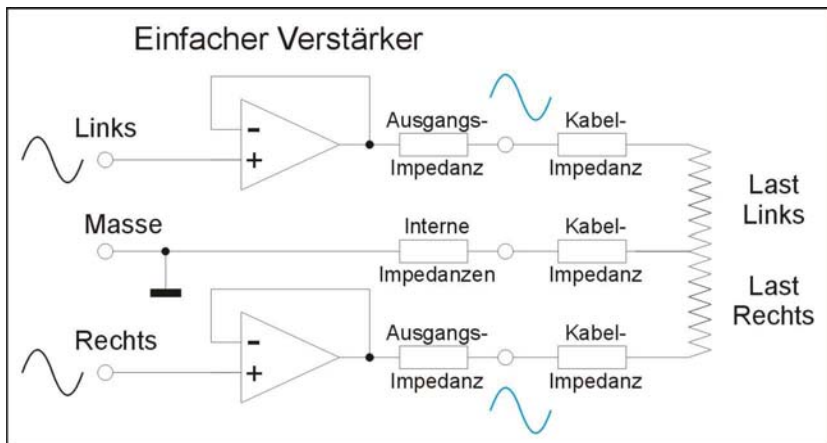 Einfacher Verstärker
Links
-
+
Ausgangs-
Impedanz
Kabel-
Impedanz
Last
Links
Masse
Interne
Impedanzen
Kabel-
Impedanz
Last
Rechts
Rechts
-
+
Ausgangs-
Impedanz
Kabel-
Impedanz